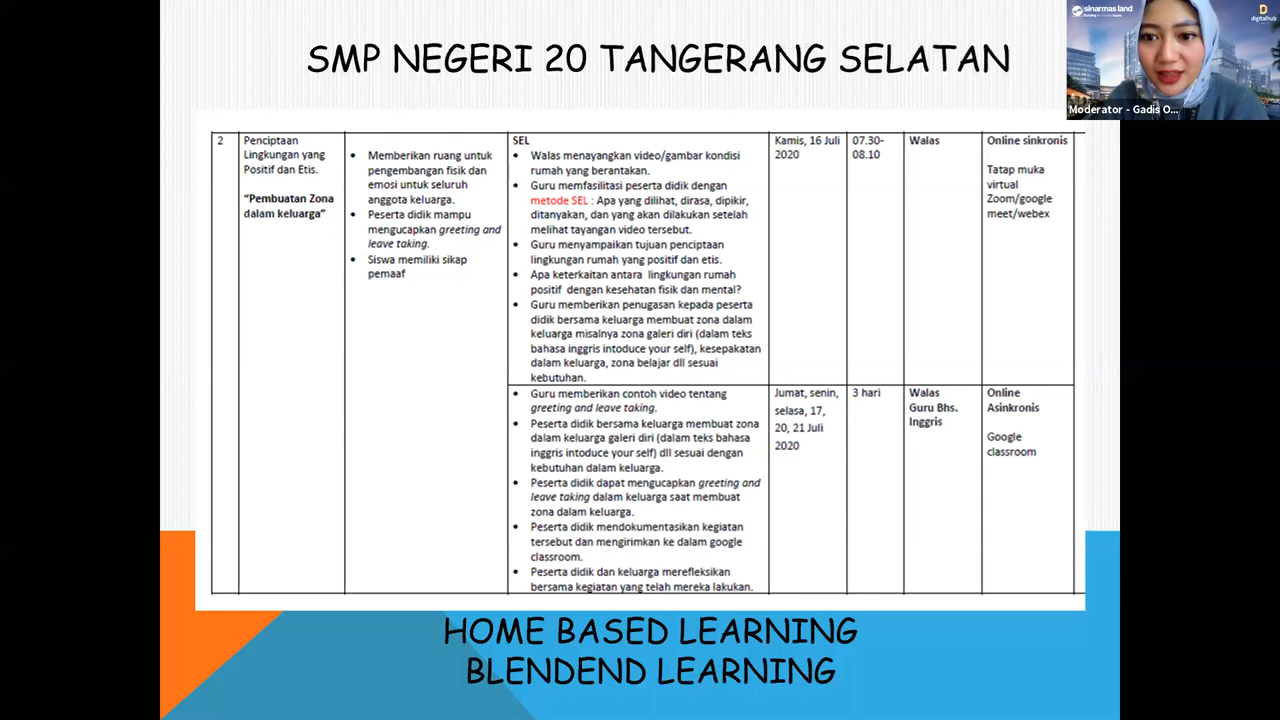 SMP NEGERI 20 TANGERANG SELATAN
sinarmas land
digitalhub
Moderator - Gadis O...
2
Penciptaan
Lingkungan yang
Positif dan Etis.
“Pembuatan Zona
dalam keluarga”
• Memberikan ruang untuk
pengembangan fisik dan
emosi untuk seluruh
anggota keluarga.
• Peserta didik mampu
mengucapkan greeting and
leave taking.
• Siswa memiliki sikap
pemaaf
SEL
• Walas menayangkan video/gambar kondisi
rumah yang berantakan.
• Guru memfasilitasi peserta didik dengan
metode SEL : Apa yang dilihat, dirasa, dipikir,
ditanyakan, dan yang akan dilakukan setelah
melihat tayangan video tersebut.
• Guru menyampaikan tujuan penciptaan
lingkungan rumah yang positif dan etis.
• Apa keterkaitan antara lingkungan rumah
positif dengan kesehatan fisik dan mental?
• Guru memberikan penugasan kepada peserta
didik bersama keluarga membuat zona dalam
keluarga misalnya zona galeri diri (dalam teks
bahasa inggris intoduce your self), kesepakatan
dalam keluarga, zona belajar dll sesuai
kebutuhan.
Kamis, 16 Juli
2020
07.30-
08.10
Walas
Online sinkronis
Tatap muka
virtual
Zoom/google
meet/webex
• Guru memberikan contoh video tentang
greeting and leave taking.
• Peserta didik bersama keluarga membuat zona
dalam keluarga galeri diri (dalam teks bahasa
inggris intoduce your self) dll sesuai dengan
kebutuhan dalam keluarga.
• Peserta didik dapat mengucapkan greeting and
leave taking dalam keluarga saat membuat
zona dalam keluarga.
• Peserta didik mendokumentasikan kegiatan
tersebut dan mengirimkan ke dalam google
classroom.
• Peserta didik dan keluarga merefleksikan
bersama kegiatan yang telah mereka lakukan.
Jumat, senin,
selasa, 17,
20, 21 Juli
2020
3 hari
Walas
Guru Bhs.
Inggris
Online
Asinkronis
Google
classroom
HOME BASED LEARNING
BLENDEND LEARNING